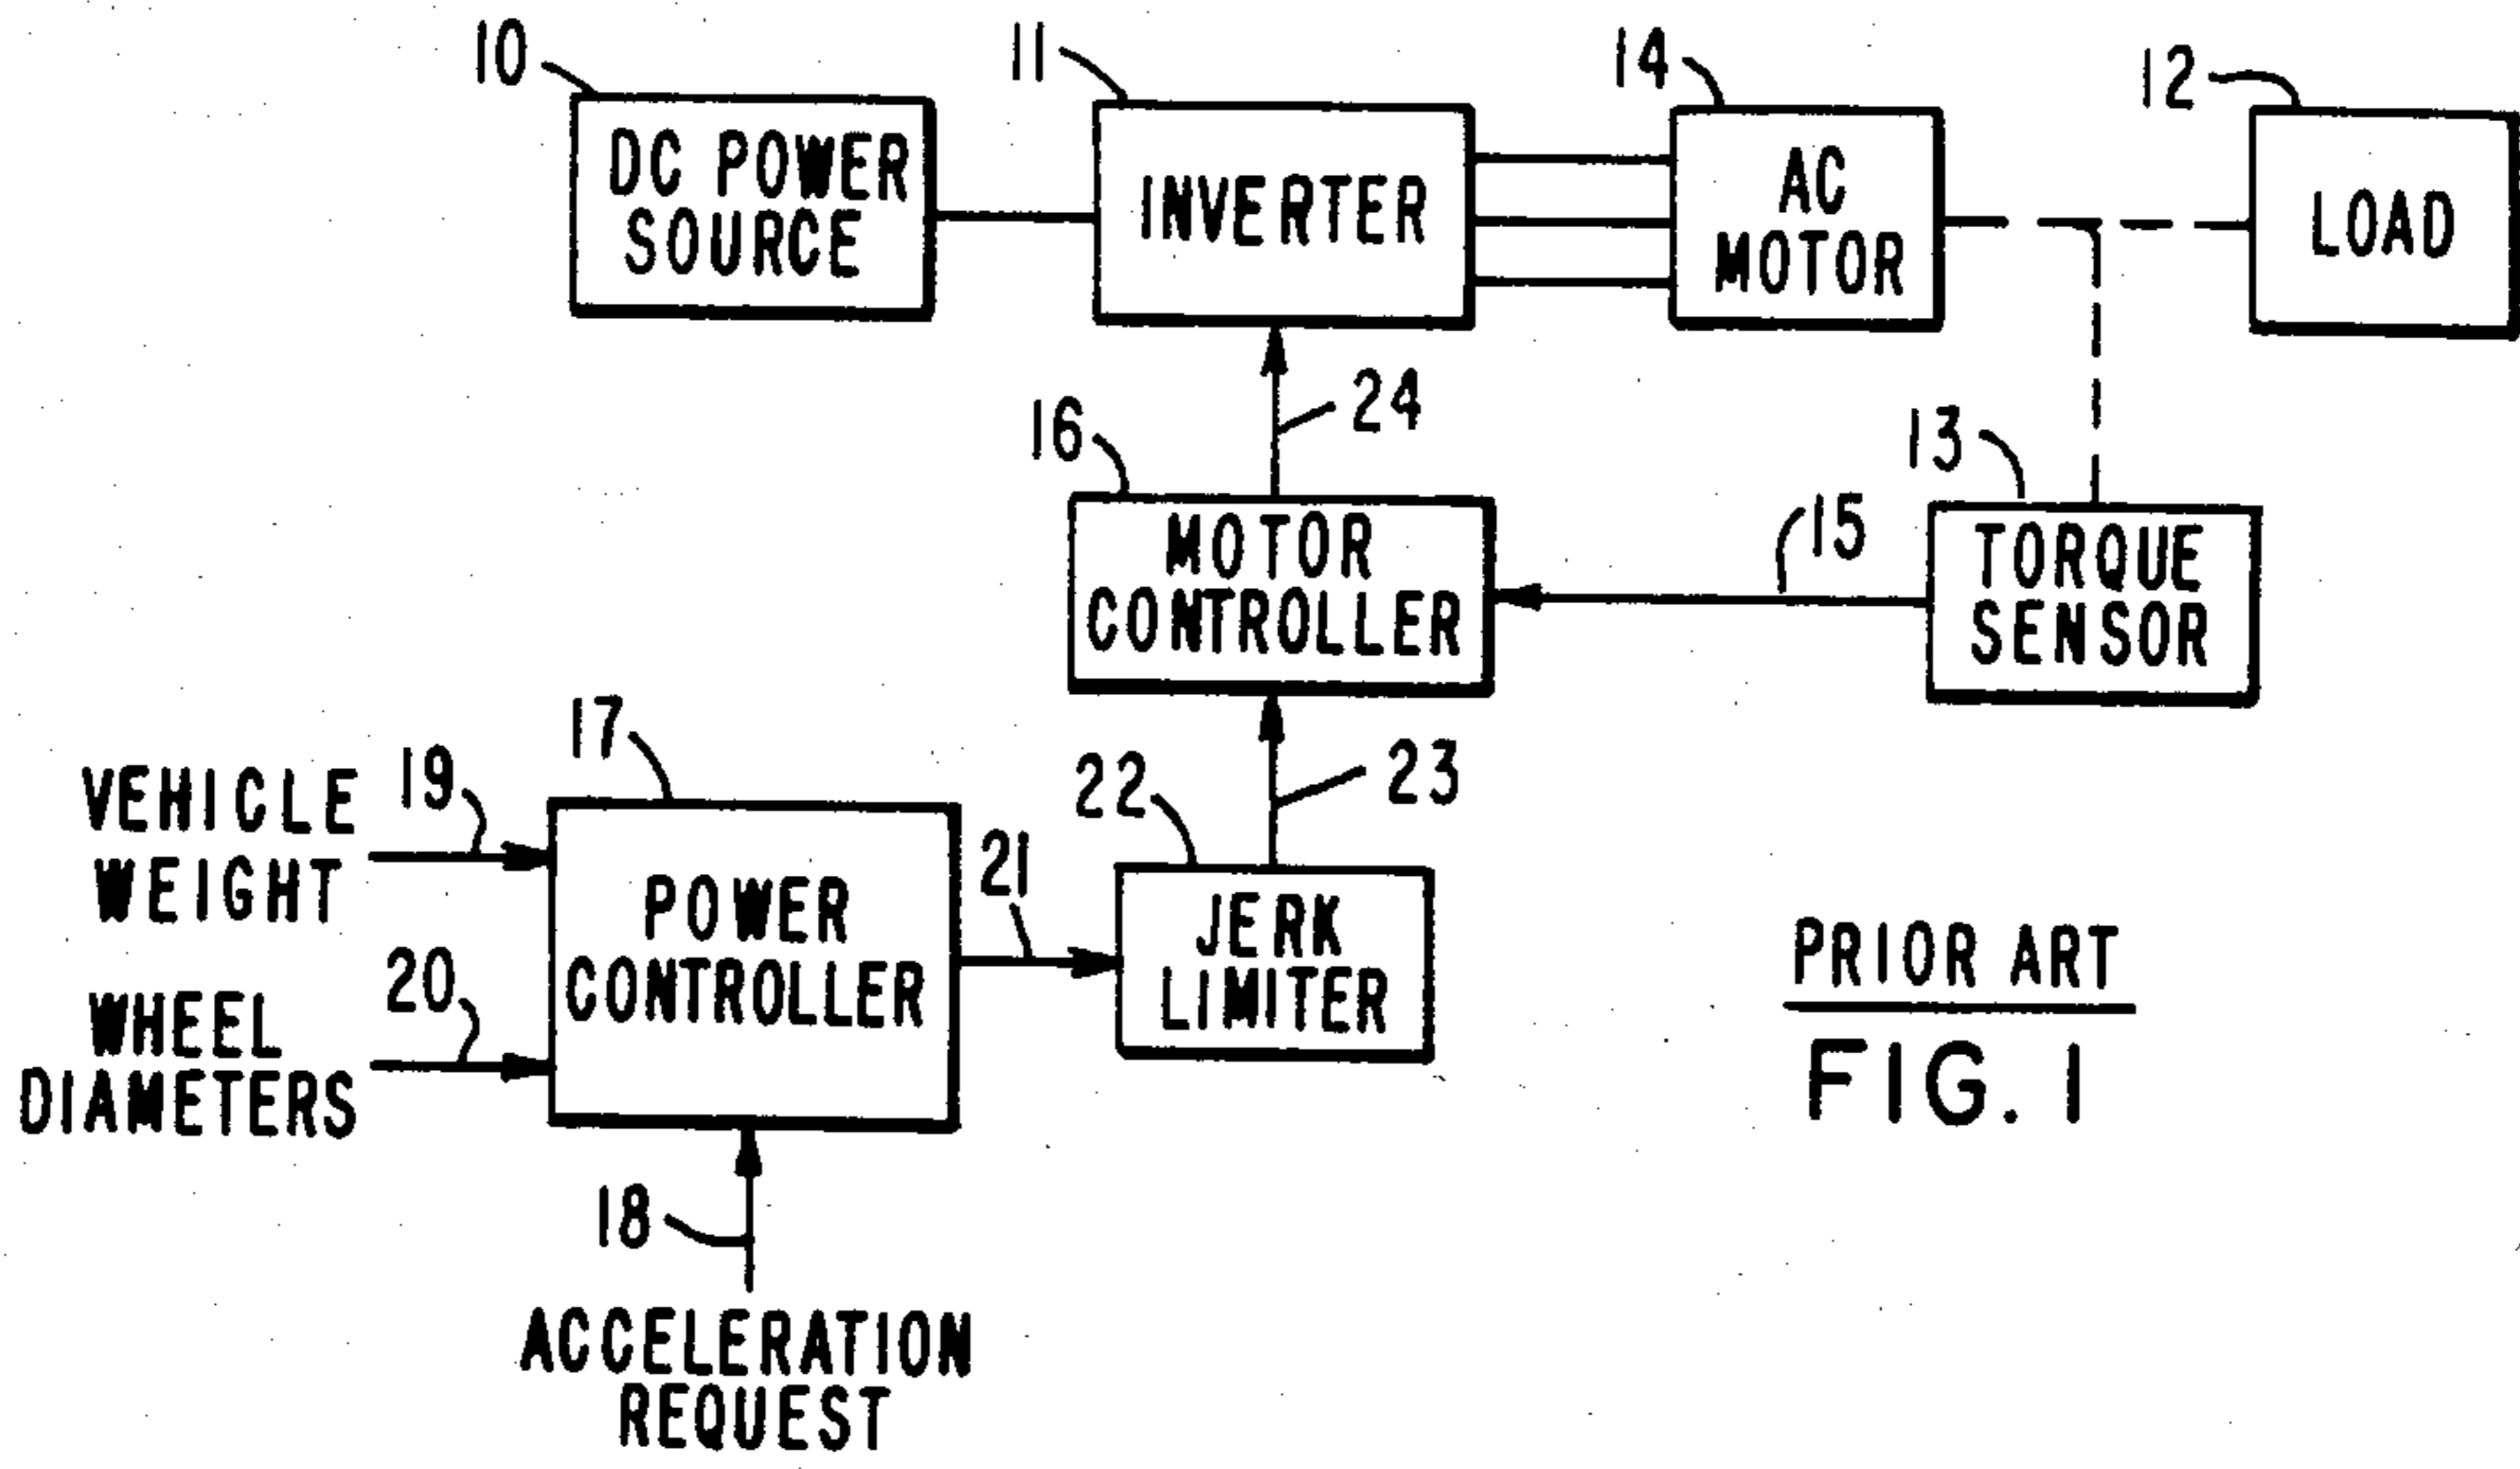 10
11
14
12
DC POWER
SOURCE
INVERTER
AC
MOTOR
LOAD
24
16
13
15
MOTOR
CONTROLLER
TORQUE
SENSOR
17
22
23
VEHICLE
WEIGHT
19
21
POWER
CONTROLLER
JERK
LIMITER
20
WHEEL
DIAMETERS
18
ACCELERATION
REQUEST
PRIOR ART
FIG. 1